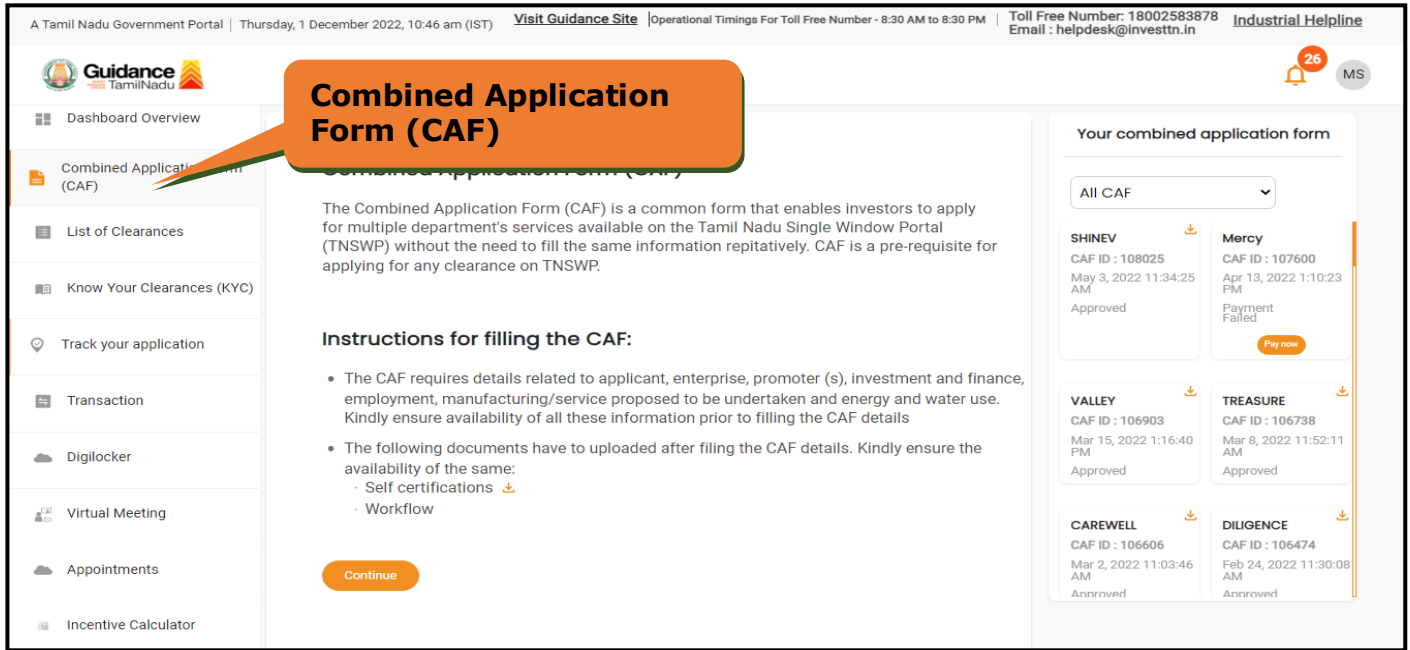 A Tamil Nadu Government Portal | Thursday, 1 December 2022, 10:46 am (IST)
Visit Guidance Site |Operational Timings For Toll Free Number - 8:30 AM to 8:30 PM |
Toll Free Number: 18002583878
Email : helpdesk@investtn.in
Industrial Helpline
Guidance
TamilNadu
26
MS
Combined Application
Form (CAF)
Dashboard Overview
Combined Application Form
(CAF)
List of Clearances
Know Your Clearances (KYC)
Track your application
Transaction
Digilocker
Virtual Meeting
Appointments
Incentive Calculator
Combined Application Form (CAF)
The Combined Application Form (CAF) is a common form that enables investors to apply
for multiple department's services available on the Tamil Nadu Single Window Portal
(TNSWP) without the need to fill the same information repitatively. CAF is a pre-requisite for
applying for any clearance on TNSWP.
Instructions for filling the CAF:
• The CAF requires details related to applicant, enterprise, promoter (s), investment and finance,
employment, manufacturing/service proposed to be undertaken and energy and water use.
Kindly ensure availability of all these information prior to filling the CAF details
• The following documents have to uploaded after filing the CAF details. Kindly ensure the
availability of the same:
· Self certifications
· Workflow
Continue
Your combined application form
All CAF
SHINEV
CAF ID : 108025
May 3, 2022 11:34:25
AM
Approved
Mercy
CAF ID : 107600
Apr 13, 2022 1:10:23
PM
Payment
Failed
Pay now
VALLEY
CAF ID : 106903
Mar 15, 2022 1:16:40
PM
Approved
TREASURE
CAF ID : 106738
Mar 8, 2022 11:52:11
AM
Approved
CAREWELL
CAF ID : 106606
Mar 2, 2022 11:03:46
AM
Approved
DILIGENCE
CAF ID : 106474
Feb 24, 2022 11:30:08
AM
Approved